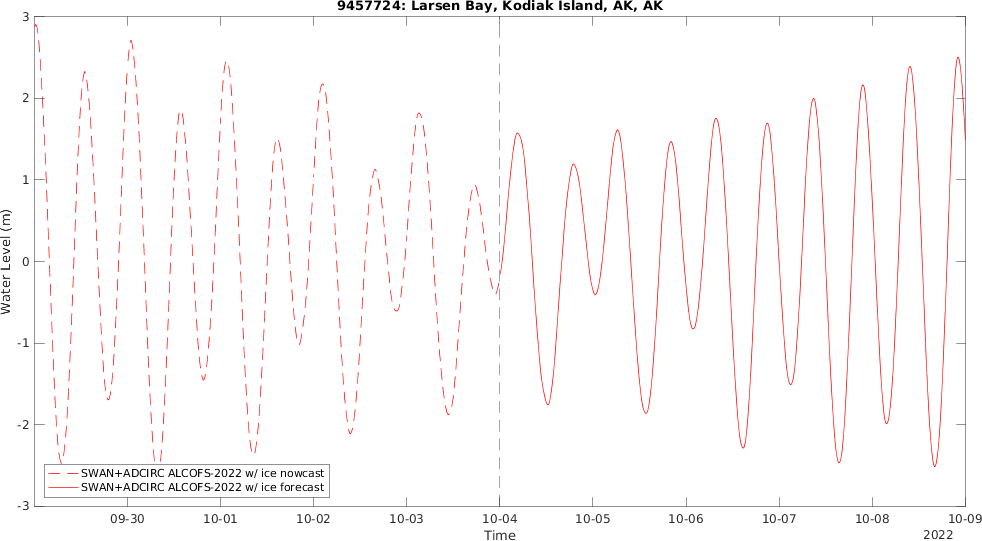 9457724: Larsen Bay, Kodiak Island, AK, AK
3
2
1
0
-1
-2
-3
Water Level (m)
SWAN+ADCIRC ALCOFS-2022 w/ ice nowcast
SWAN+ADCIRC ALCOFS-2022 w/ ice forecast
09-30 10-01 10-02 10-03 10-04 10-05 10-06 10-07 10-08 10-09
Time
2022